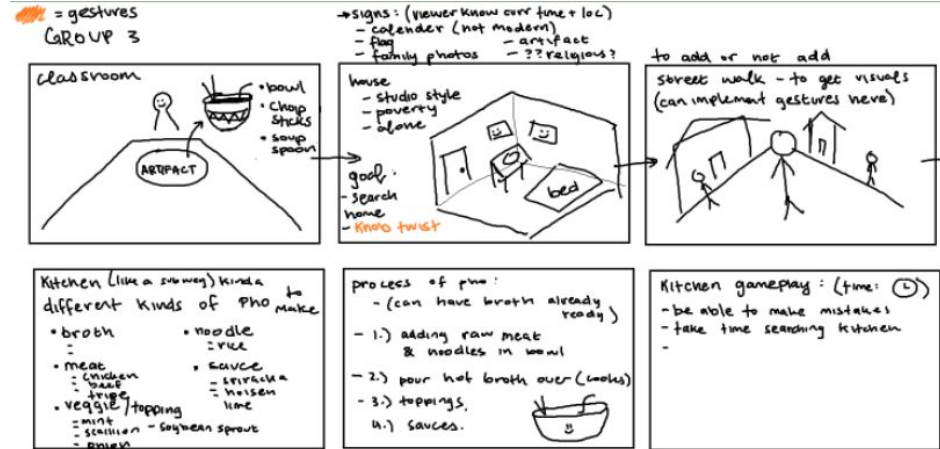 = gestures
GROUP 3
→ signs: (viewer know curr time + loc)
- calender (not modern)
- flag
- artifact
- family photos
- ?? religious?
classroom
• bowl
• chop
sticks
• soup
spoon
ARTIFACT
house
- studio style
- poverty
- alone
goal:
- search
home
- Knob twist
bed
to add or not add
street walk - to get visuals
(can implement gestures here)
Kitchen (like a subway) kinda
different kinds of Pho to make
• broth
• meat
- chicken
- beef
- tripe
• veggie/topping
- mint
- scallion
- soybean sprout
- onion
• noodle
- rice
• sauce
- sriracha
- hoisen
lime
process of pho:
- (can have broth already
ready)
- 1.) adding raw meat
& noodles in bowl
- 2.) pour hot broth over (cooks)
- 3.) toppings.
4.) sauces.
Kitchen gameplay: (time: )
- be able to make mistakes
- take time searching kitchen
-